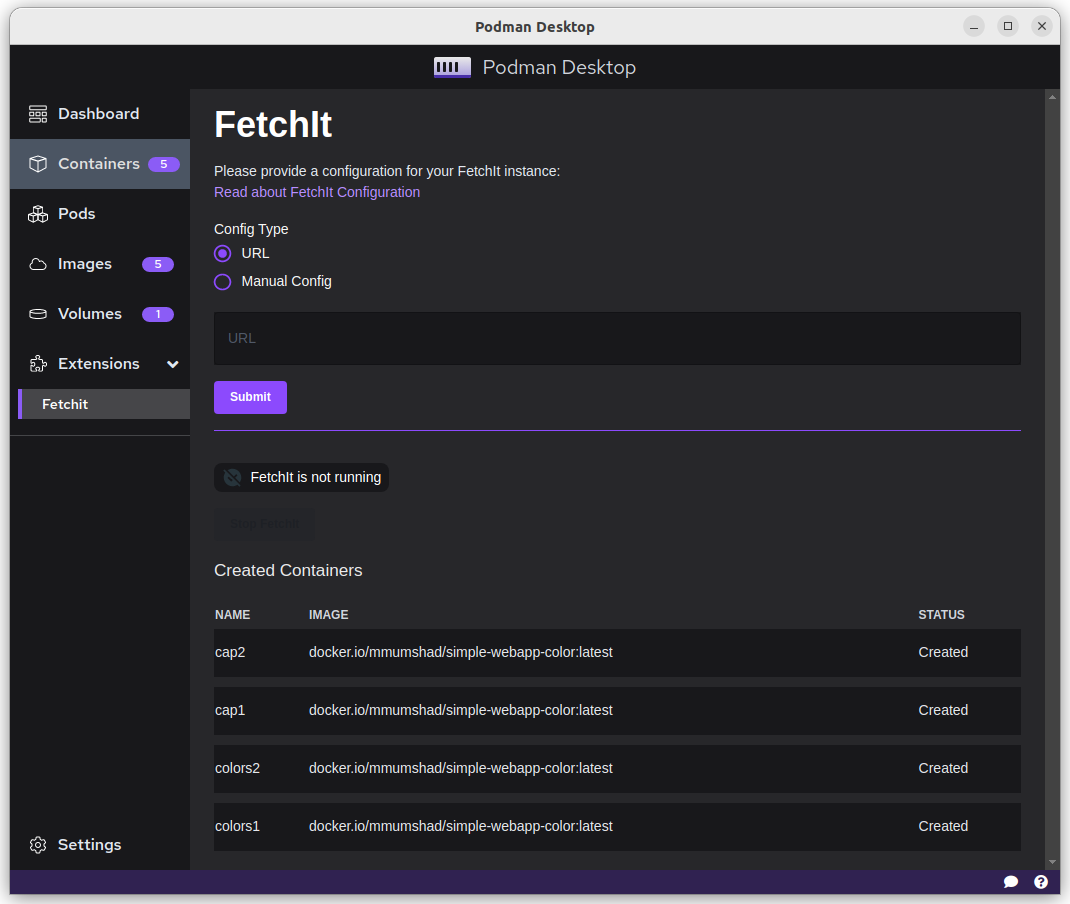 Podman Desktop
Podman Desktop
Dashboard
Containers 5
Pods
Images 5
Volumes 1
Extensions
Fetchit
Settings
FetchIt
Please provide a configuration for your FetchIt instance:
Read about FetchIt Configuration
Config Type
URL
Manual Config
URL
Submit
FetchIt is not running
Stop FetchIt
Created Containers
NAME IMAGE STATUS
cap2 docker.io/mmumshad/simple-webapp-color:latest Created
cap1 docker.io/mmumshad/simple-webapp-color:latest Created
colors2 docker.io/mmumshad/simple-webapp-color:latest Created
colors1 docker.io/mmumshad/simple-webapp-color:latest Created